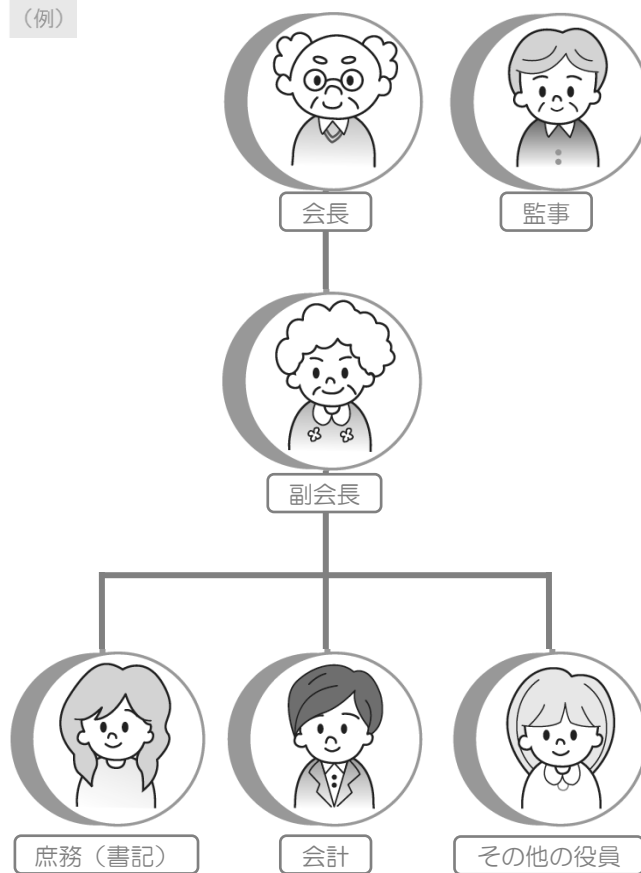 （例）
会長
監事
副会長
庶務（書記）
会計
その他の役員